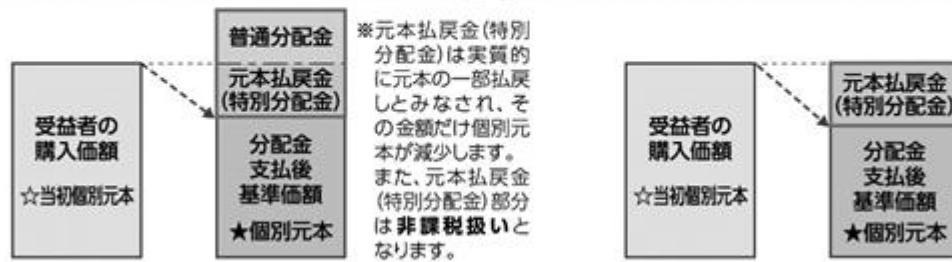 受益者の
購入価額
☆当初個別元本
普通分配金
元本払戻金
(特別分配金)
分配金
支払後
基準価額
★個別元本
※元本払戻金(特別
分配金)は実質的
に元本の一部払戻
しとみなされ、そ
の金額だけ個別元
本が減少します。
また、元本払戻金
(特別分配金)部分
は非課税扱いと
なります。
受益者の
購入価額
☆当初個別元本
元本払戻金
(特別分配金)
分配金
支払後
基準価額
★個別元本